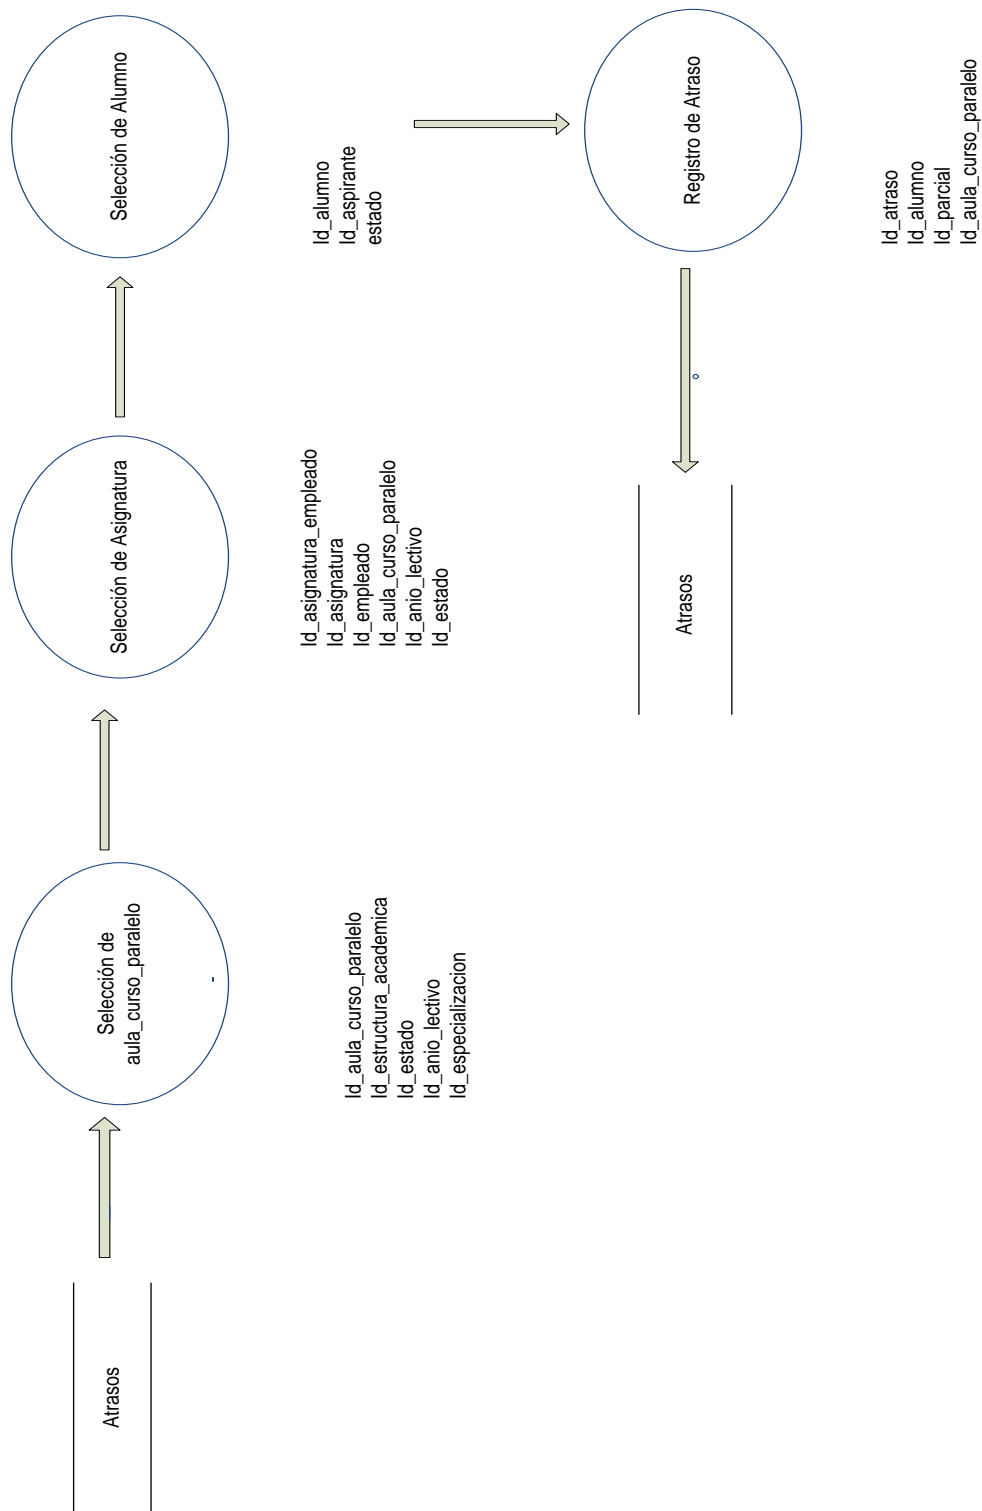 Atrasos
Selección de
aula_curso_paralelo
Id_aula_curso_paralelo
Id_estructura_academica
Id_estado
Id_anio_lectivo
Id_especializacion
Selección de Asignatura
Id_asignatura_empleado
Id_asignatura
Id_empleado
Id_aula_curso_paralelo
Id_anio_lectivo
Id_estado
Selección de Alumno
Id_alumno
Id_aspirante
estado
Registro de Atraso
Id_atraso
Id_alumno
Id_parcial
Id_aula_curso_paralelo
Atrasos